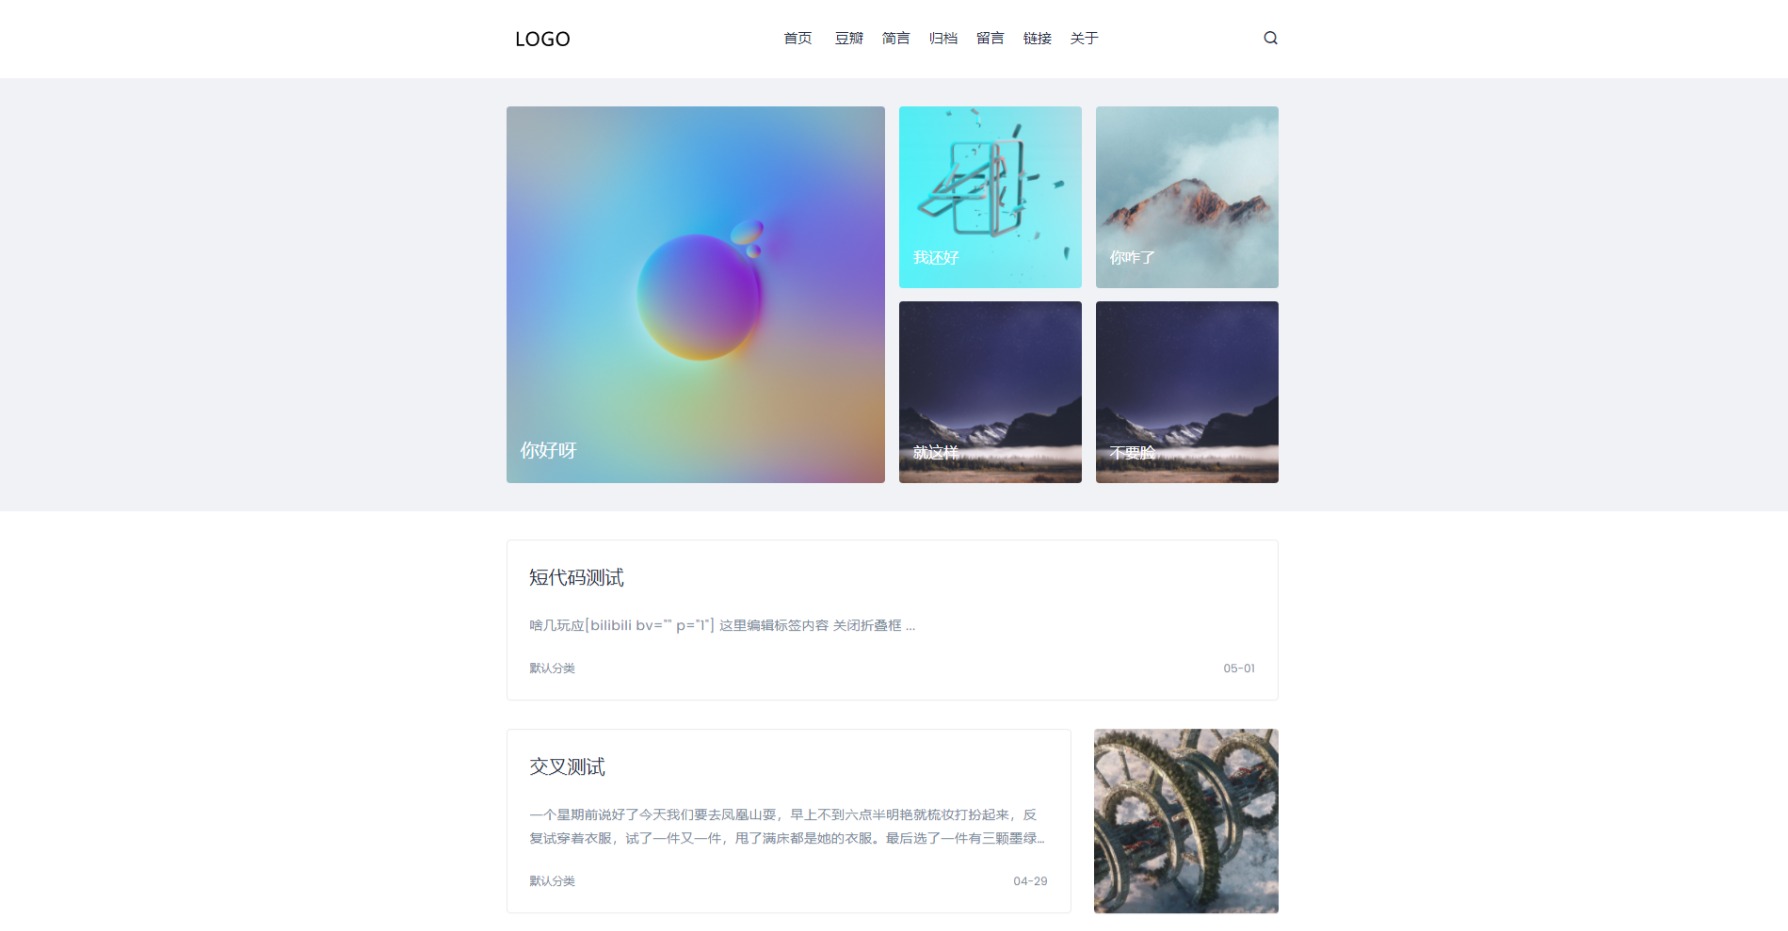 LOGO
首页 豆瓣 简言 归档 留言 链接 关于
你好呀
我还好
你咋了
就这样
不要脸
短代码测试
啥几玩应[bilibili bv="" p="1"] 这里编辑标签内容 关闭折叠框 ...
默认分类
05-01
交叉测试
一个星期前说好了今天我们要去凤凰山耍，早上不到六点半明艳就梳妆打扮起来，反
复试穿着衣服，试了一件又一件，甩了满床都是她的衣服。最后选了一件有三颗墨绿...
默认分类
04-29